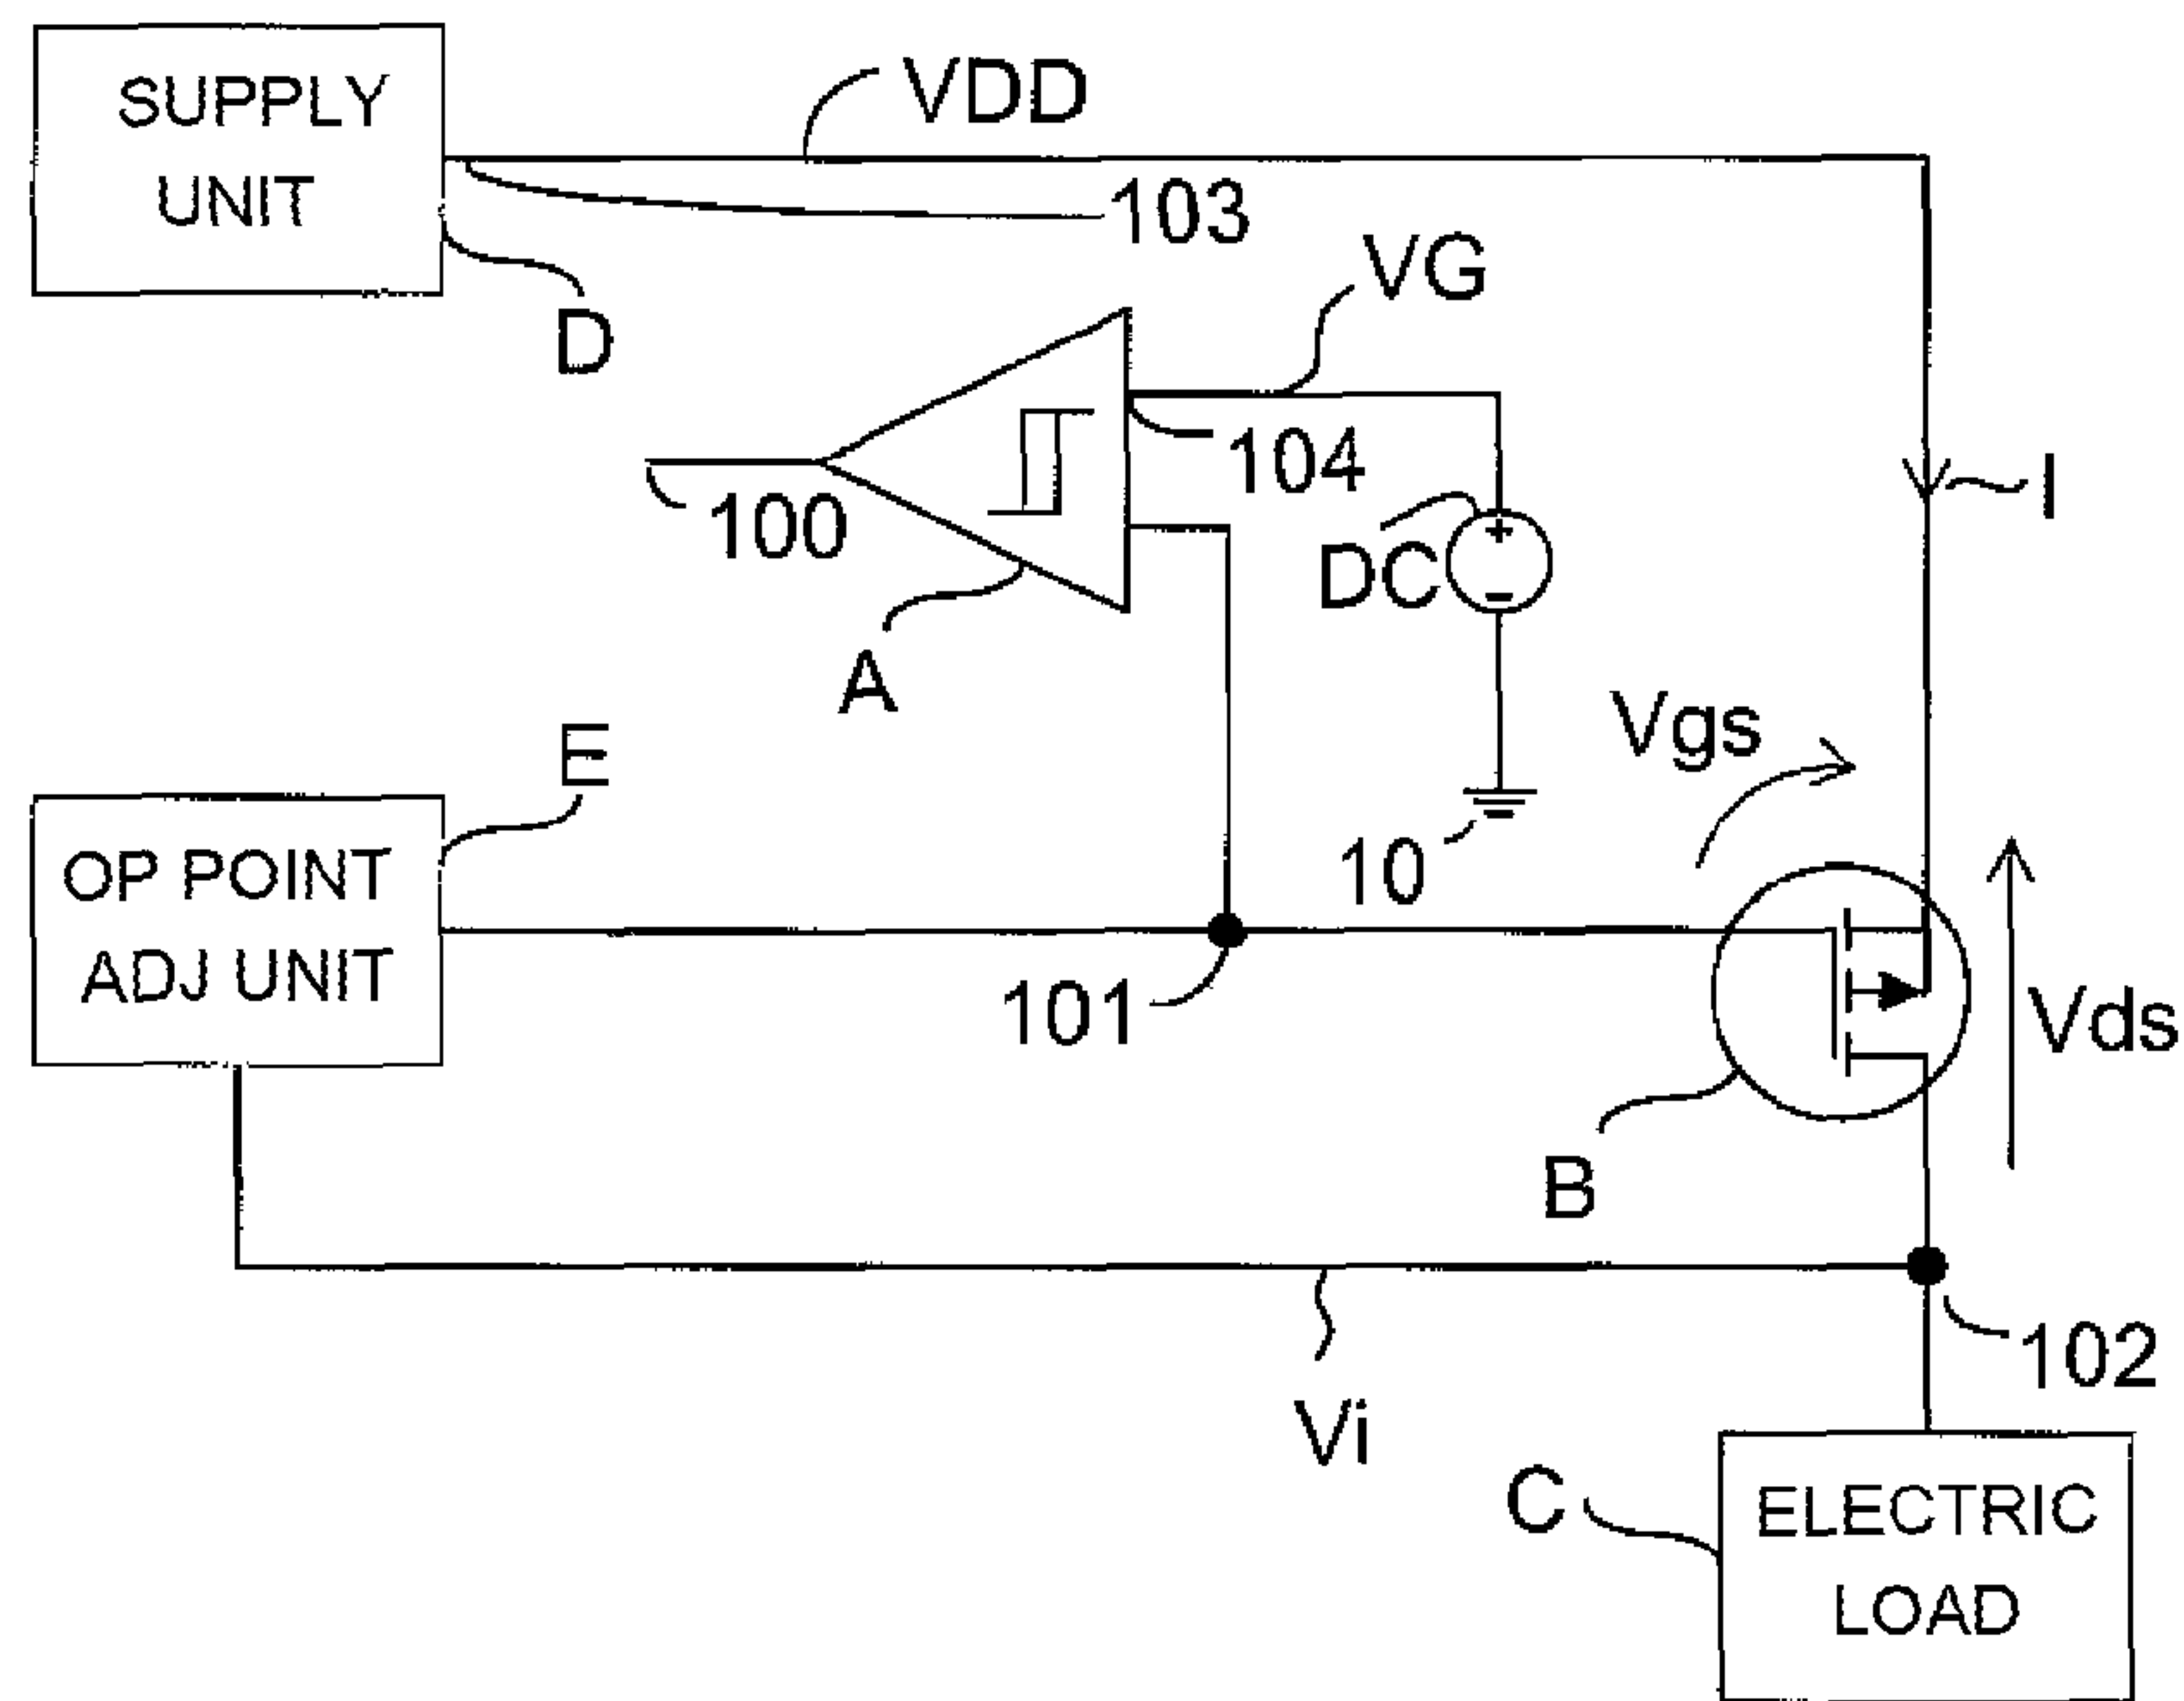 SUPPLY
UNIT
VDD
103
D
VG
104
100
DC
I
A
Vgs
E
10
OP POINT
ADJ UNIT
101
Vds
B
102
Vi
C
ELECTRIC
LOAD